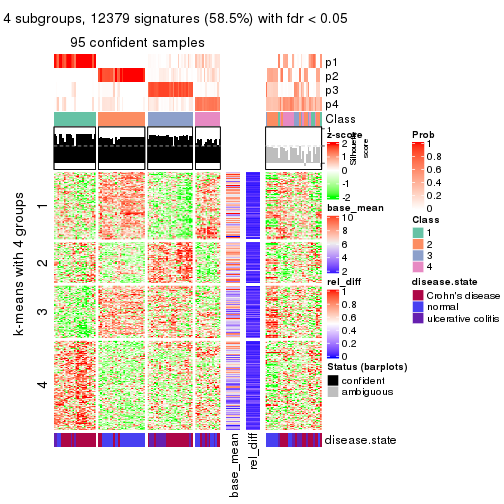 4 subgroups, 12379 signatures (58.5%) with fdr < 0.05
95 confident samples
p1
p2
p3
p4
Class
1
Silhouette
score
k-means with 4 groups
1
2
3
4
base_mean
rel_diff
disease.state
z-score
2
1
0
-1
-2
base_mean
10
8
6
4
2
rel_diff
1
0.8
0.6
0.4
0.2
0
Status (barplots)
confident
ambiguous
Prob
1
0.8
0.6
0.4
0.2
0
Class
1
2
3
4
disease.state
Crohn's disease
normal
ulcerative colitis